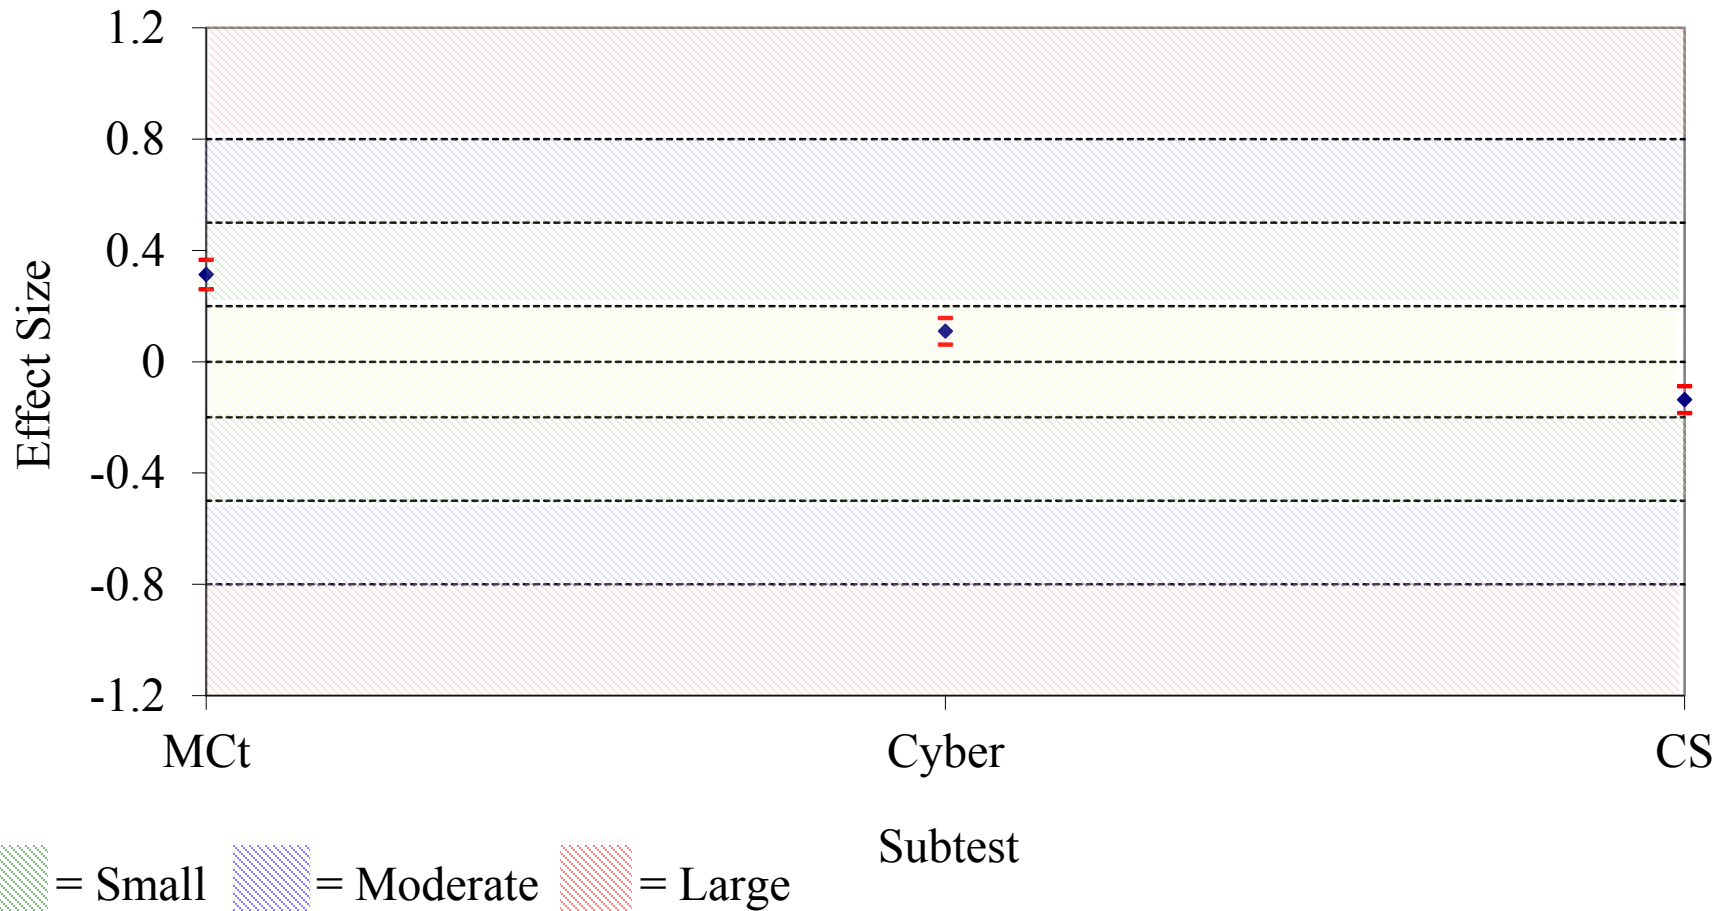 1.2
0.8
0.4
0
-0.4
-0.8
-1.2
Effect Size
MCt Cyber CS
Subtest
= Small = Moderate = Large